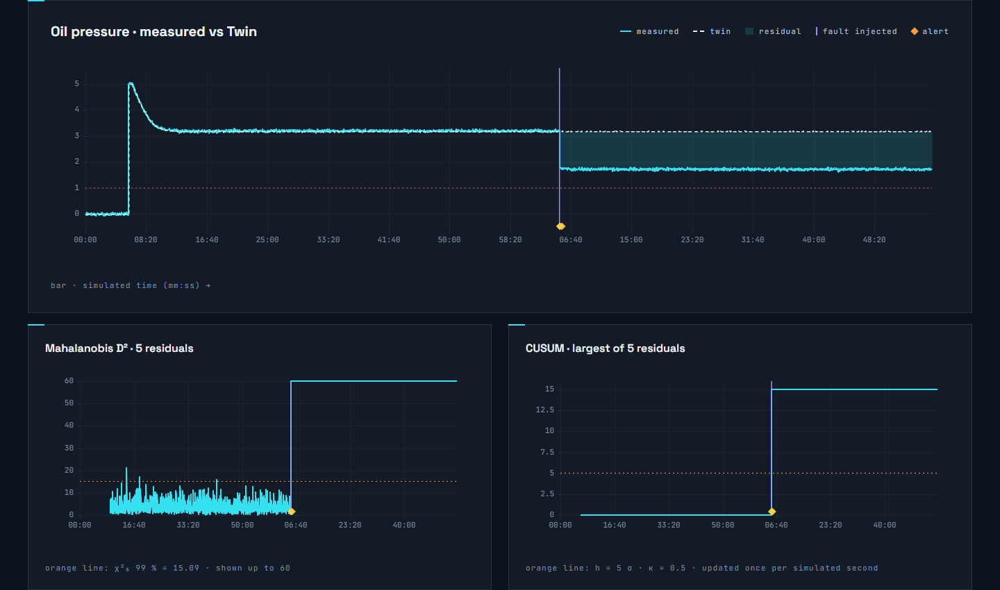 Oil pressure · measured vs Twin
measured twin residual fault injected alert
5
4
3
2
1
0
00:00 08:20 16:40 25:00 33:20 41:40 50:00 58:20 06:40 15:00 23:20 31:40 40:00 48:20
bar · simulated time (mm:ss) →
Mahalanobis D² · 5 residuals
60
50
40
30
20
10
0
00:00 16:40 33:20 50:00 06:40 23:20 40:00
orange line: χ²₅ 99 % = 15.09 · shown up to 60
CUSUM · largest of 5 residuals
15
12.5
10
7.5
5
2.5
0
00:00 16:40 33:20 50:00 06:40 23:20 40:00
orange line: h = 5 σ · κ = 0.5 · updated once per simulated second